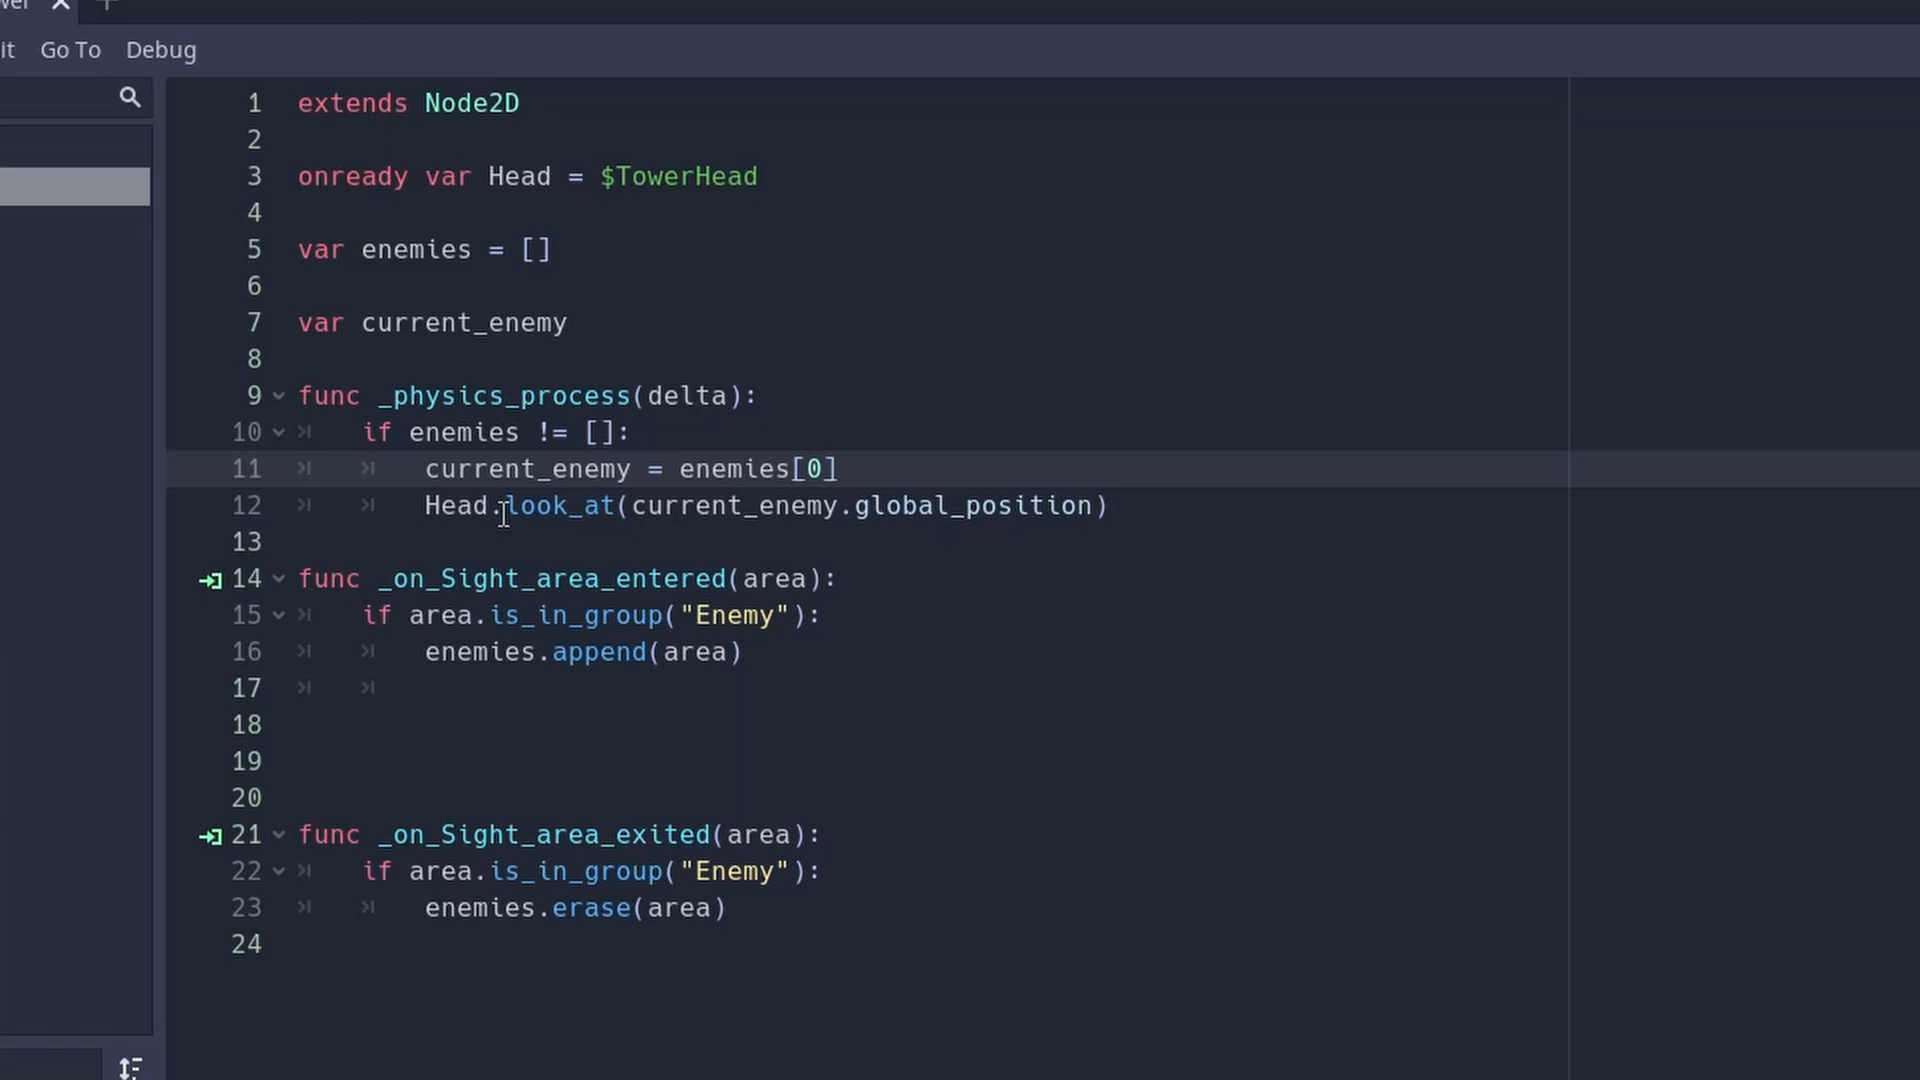 wer
it Go To Debug
1 extends Node2D
2
3 onready var Head = $TowerHead
4
5 var enemies = []
6
7 var current_enemy
8
9 func _physics_process(delta):
10 if enemies != []:
11 current_enemy = enemies[0]
12 Head.look_at(current_enemy.global_position)
13
14 func _on_Sight_area_entered(area):
15 if area.is_in_group("Enemy"):
16 enemies.append(area)
17
18
19
20
21 func _on_Sight_area_exited(area):
22 if area.is_in_group("Enemy"):
23 enemies.erase(area)
24